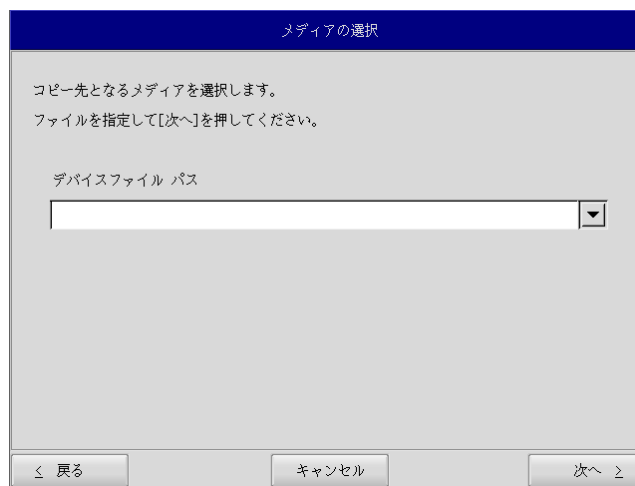 メディアの選択
コピー先となるメディアを選択します。
ファイルを指定して[次へ]を押してください。
デバイスファイル パス
≤ 戻る
キャンセル
次へ ≥